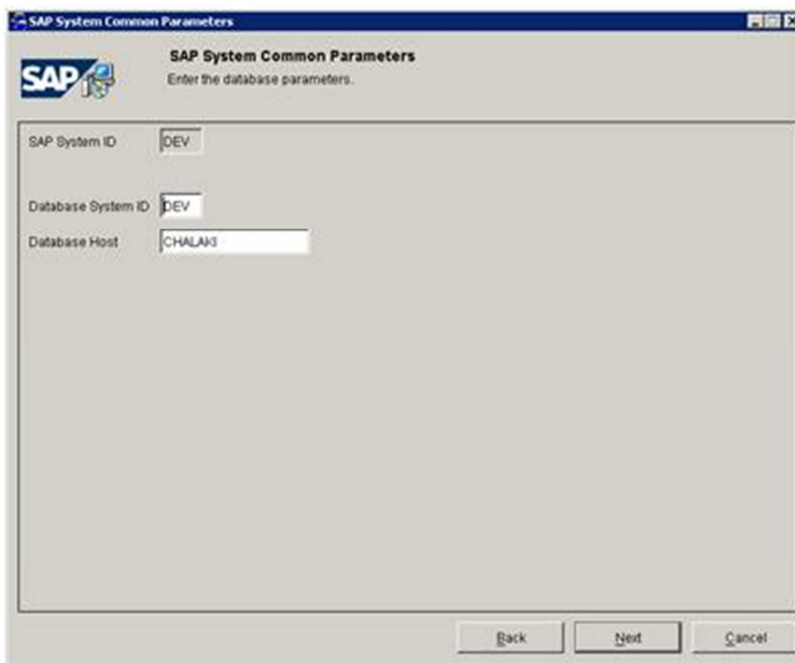 SAP System Common Parameters
SAP
SAP System Common Parameters
Enter the database parameters.
SAP System ID DEV
Database System ID DEV
Database Host CHALAKI
Back Next Cancel